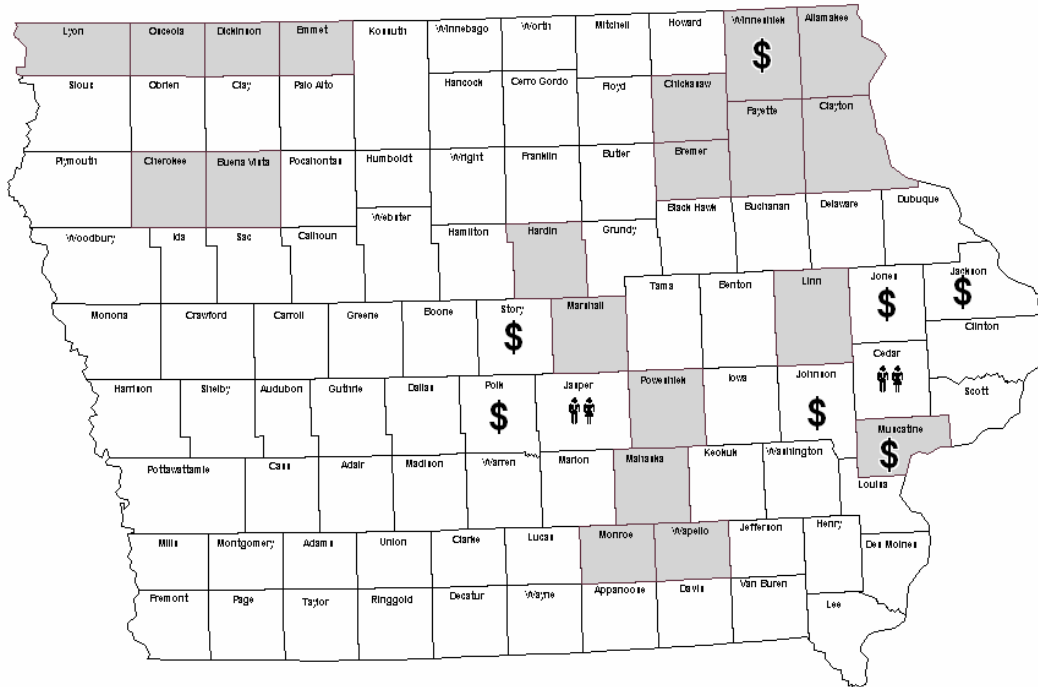 Lyon Osceola Dickinson Emmet Kossuth Winnebago Worth Mitchell Howard Winneshiek Allamakee
$
Sioux Obrien Clay Palo Alto Hancock Cerro Gordo Floyd Chickasaw Fayette Clayton
Plymouth Cherokee Buena Vista Pocahontas Humboldt Wright Franklin Butler Bremer
Woodbury Ida Sac Calhoun Webster Hamilton Hardin Grundy Black Hawk Buchanan Delaware Dubuque
Monona Crawford Carroll Greene Boone Story Marshall Tama Benton Linn Jones Jackson
$ $ $
Clinton
Harrison Shelby Audubon Guthrie Dallas Polk Jasper Poweshiek Iowa Johnson Cedar Scott
$ $
Pottawattamie Cass Adair Madison Warren Marion Mahaska Keokuk Washington Muscatine
$
Louisa
Mills Montgomery Adams Union Clarke Lucas Monroe Wapello Jefferson Henry Des Moines
Fremont Page Taylor Ringgold Decatur Wayne Appanoose Davis Van Buren Lee